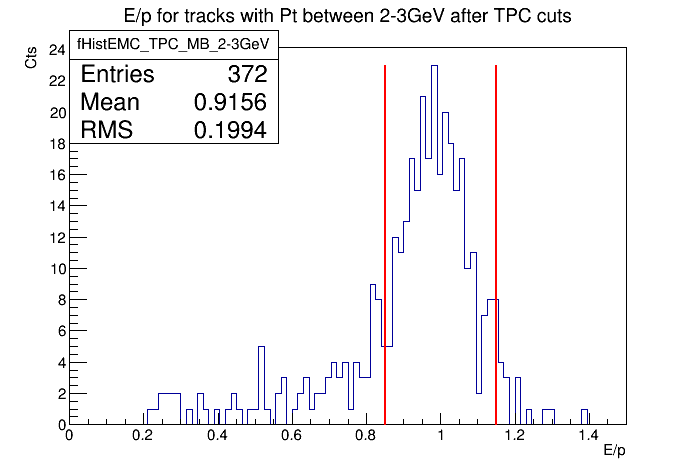 E/p for tracks with Pt between 2-3GeV after TPC cuts
Cts
fHistEMC_TPC_MB_2-3GeV
Entries 372
Mean 0.9156
RMS 0.1994
24
22
20
18
16
14
12
10
8
6
4
2
0
0 0.2 0.4 0.6 0.8 1 1.2 1.4
E/p